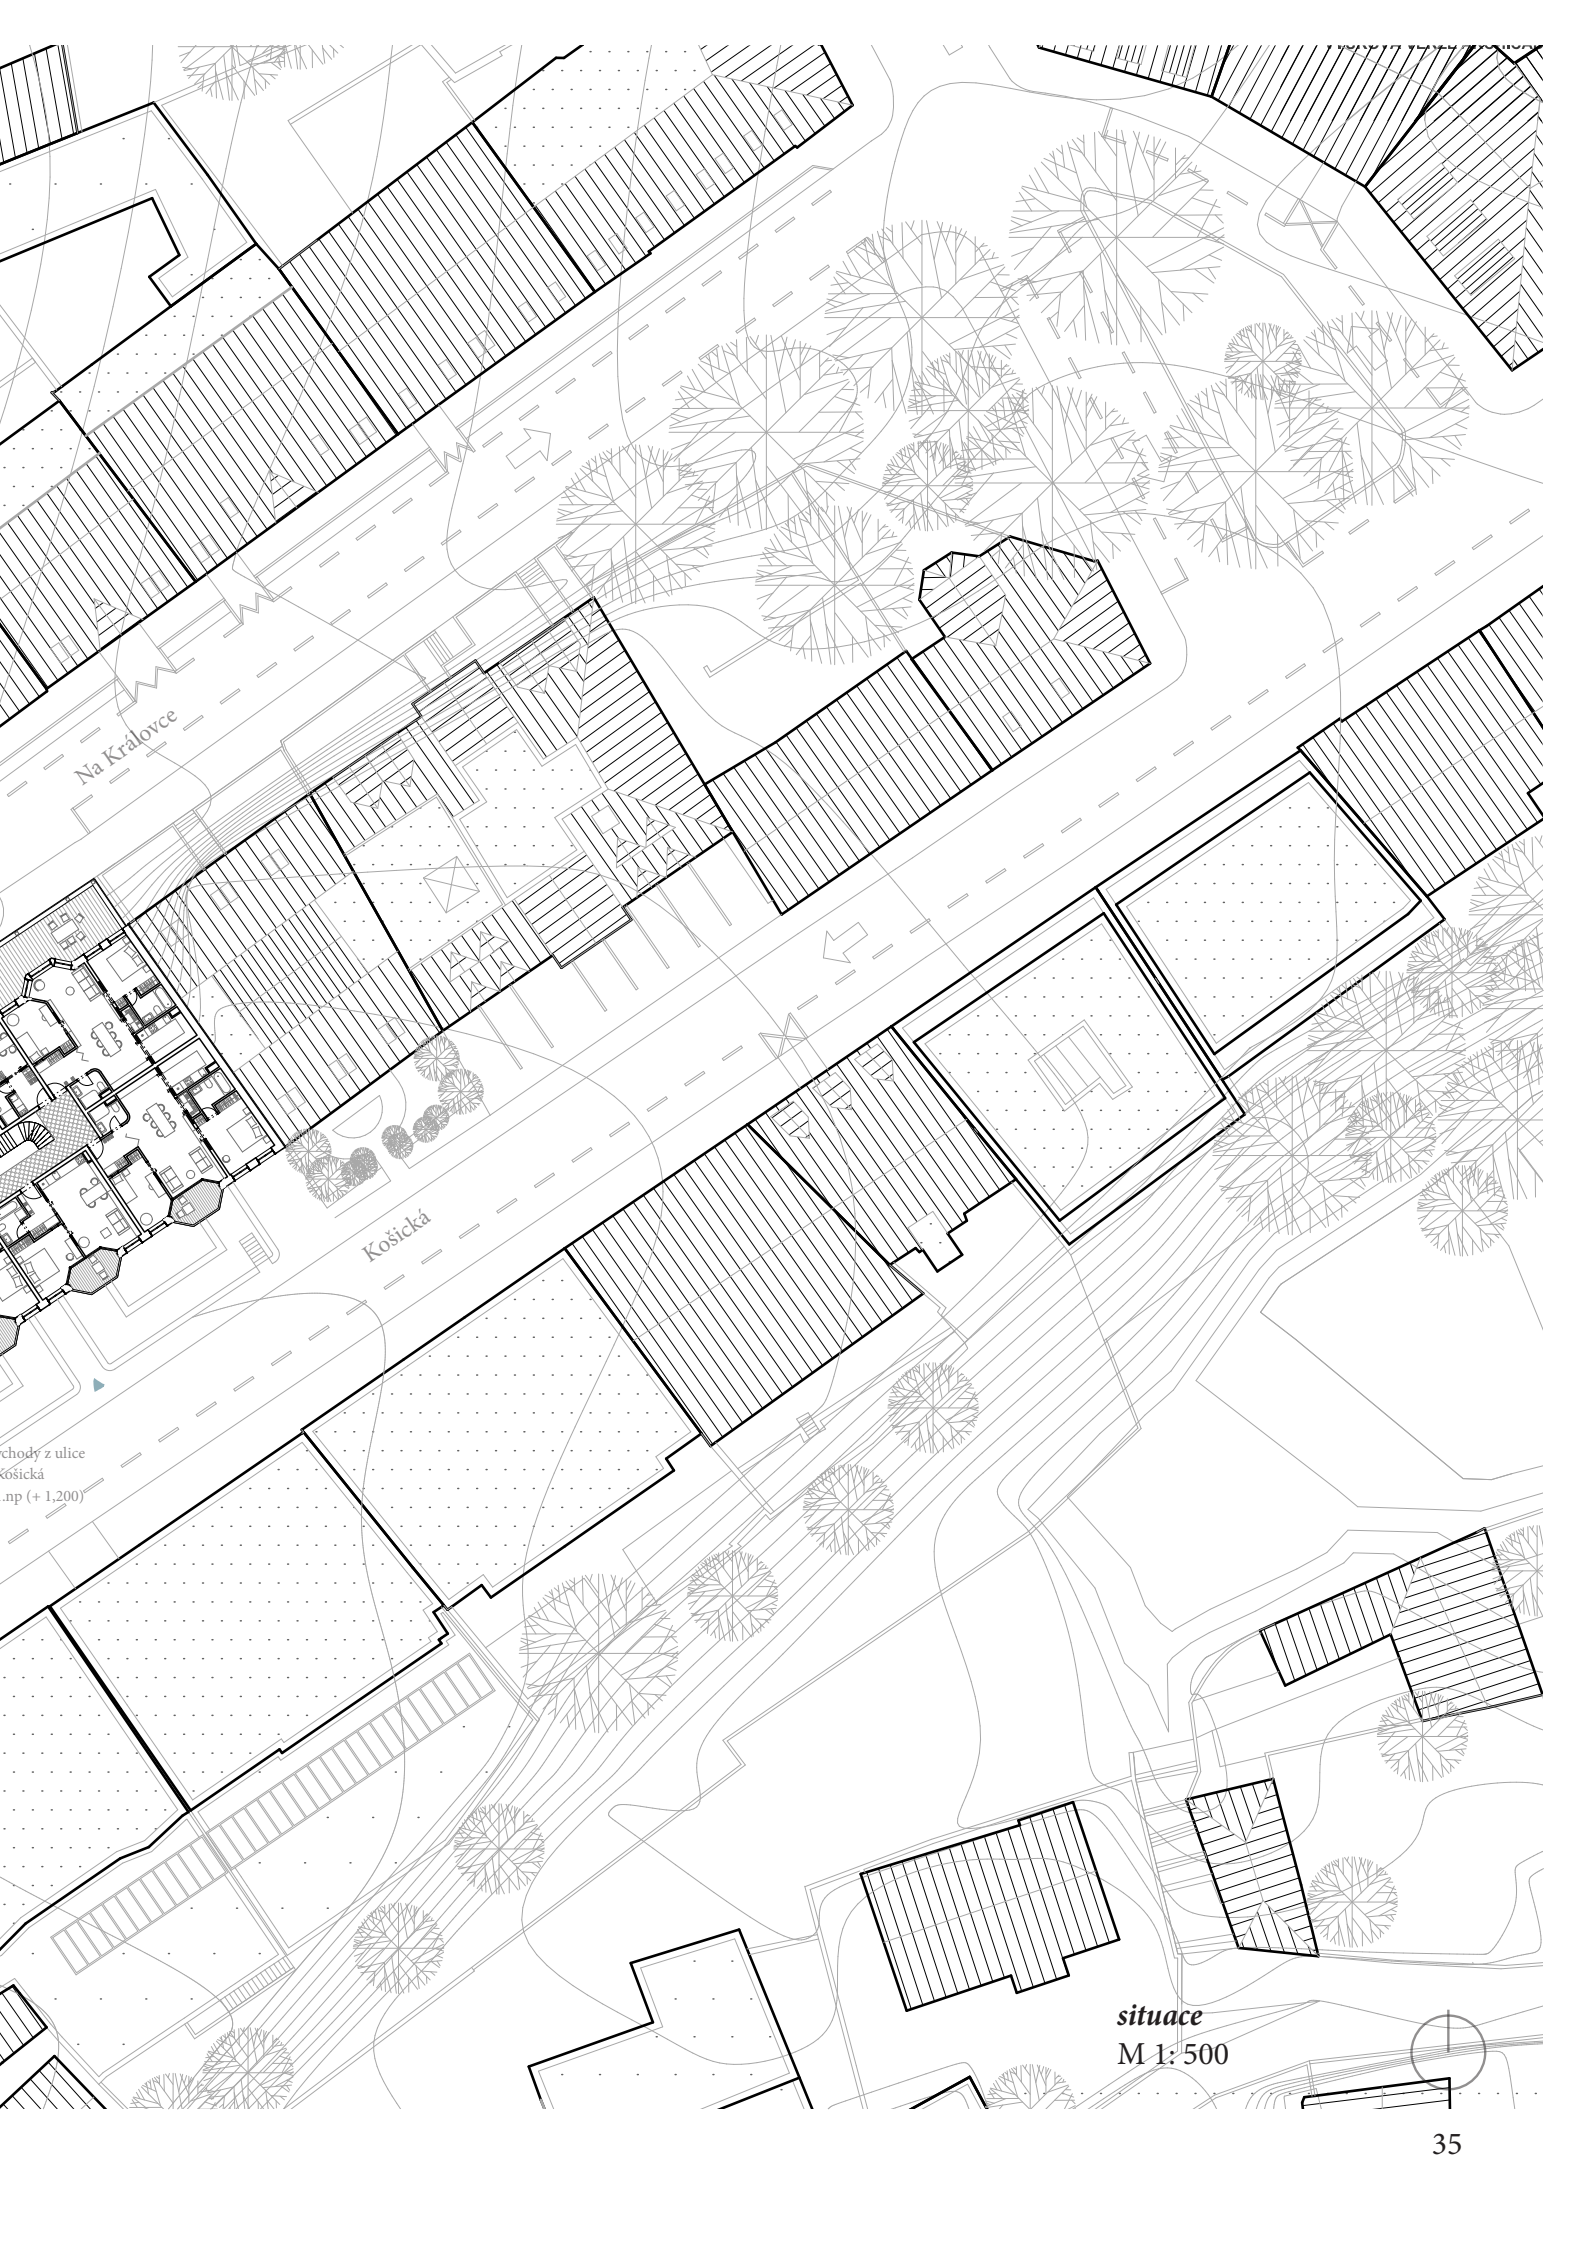 Na Královce
Košická
chody z ulice
Košická
.np (+ 1,200)
situace
M 1: 500
35